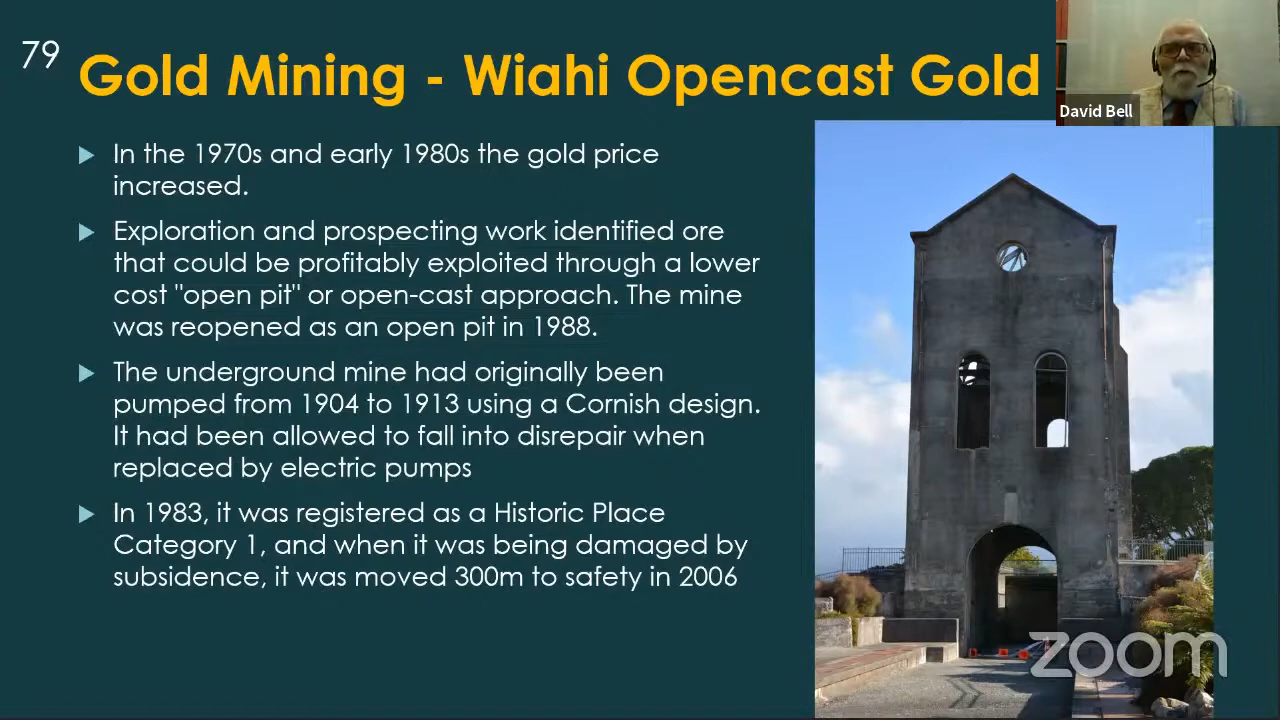 79
Gold Mining - Wiahi Opencast Gold
David Bell
In the 1970s and early 1980s the gold price
increased.
Exploration and prospecting work identified ore
that could be profitably exploited through a lower
cost "open pit" or open-cast approach. The mine
was reopened as an open pit in 1988.
The underground mine had originally been
pumped from 1904 to 1913 using a Cornish design.
It had been allowed to fall into disrepair when
replaced by electric pumps
In 1983, it was registered as a Historic Place
Category 1, and when it was being damaged by
subsidence, it was moved 300m to safety in 2006
zoom